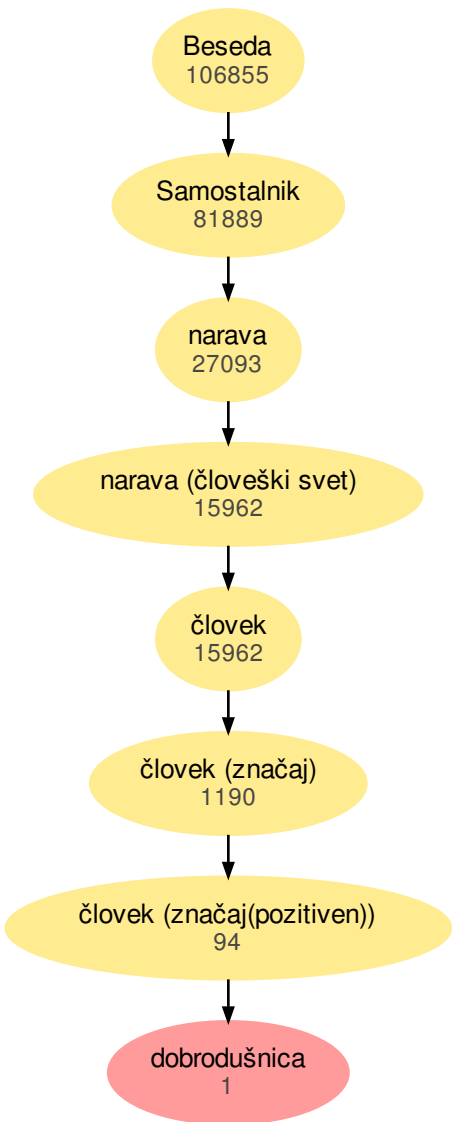 Beseda
106855
Samostalnik
81889
narava
27093
narava (človeški svet)
15962
človek
15962
človek (značaj)
1190
človek (značaj(pozitiven))
94
dobrodušnica
1